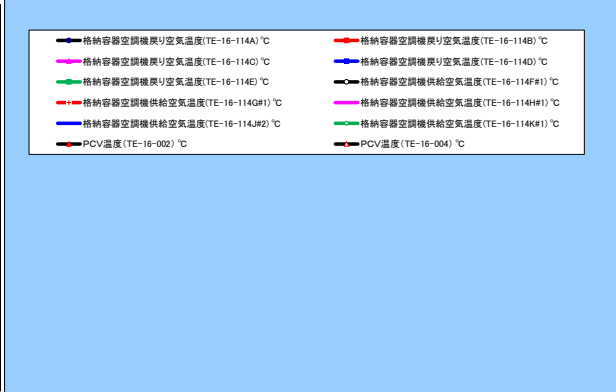 格納容器空調機戻り空気温度(TE-16-114A)℃ 格納容器空調機戻り空気温度(TE-16-114B)℃
格納容器空調機戻り空気温度(TE-16-114C)℃ 格納容器空調機戻り空気温度(TE-16-114D)℃
格納容器空調機戻り空気温度(TE-16-114E)℃ 格納容器空調機供給空気温度(TE-16-114F#1)℃
格納容器空調機供給空気温度(TE-16-114G#1)℃ 格納容器空調機供給空気温度(TE-16-114H#1)℃
格納容器空調機供給空気温度(TE-16-114J#2)℃ 格納容器空調機供給空気温度(TE-16-114K#1)℃
PCV温度(TE-16-002)℃ PCV温度(TE-16-004)℃